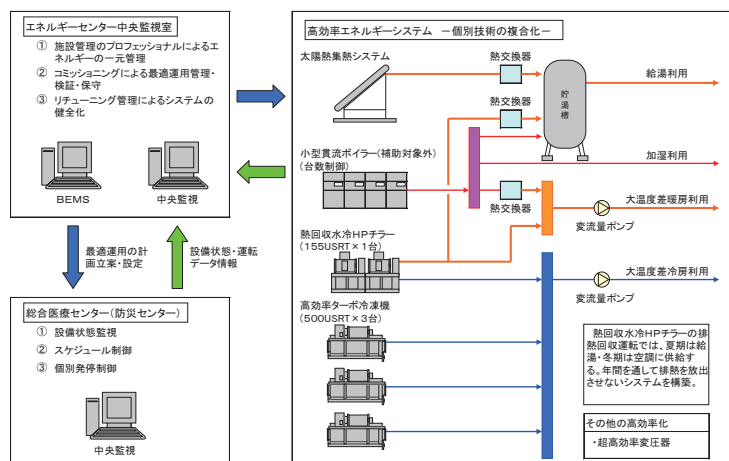 エネルギーセンター中央監視室
① 施設管理のプロフェッショナルによるエ
ネルギーの一元管理
② コミッショニングによる最適運用管理・
検証・保守
③ リチューニング管理によるシステムの
健全化
BEMS
中央監視
最適運用の計
画立案・設定
設備状態・運転
データ情報
総合医療センター(防災センター)
① 設備状態監視
② スケジュール制御
③ 個別発停制御
中央監視
高効率エネルギーシステム －個別技術の複合化－
太陽熱集熱システム
熱交換器
給湯利用
熱交換器
貯湯槽
小型貫流ボイラー(補助対象外)
(台数制御)
加湿利用
熱交換器
大温度差暖房利用
変流量ポンプ
熱回収水冷HPチラー
(155USRT×1台)
大温度差冷房利用
変流量ポンプ
高効率ターボ冷凍機
(500USRT×3台)
熱回収水冷HPチラーの排
熱回収運転では、夏期は給
湯・冬期は空調に供給す
る。年間を通して排熱を放出
させないシステムを構築。
その他の高効率化
・超高効率変圧器